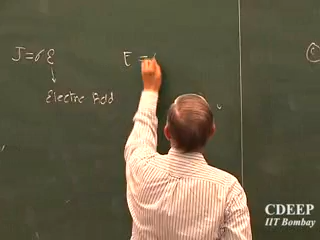 J = σ ε E =
Electric field
CDEEP
IIT Bombay